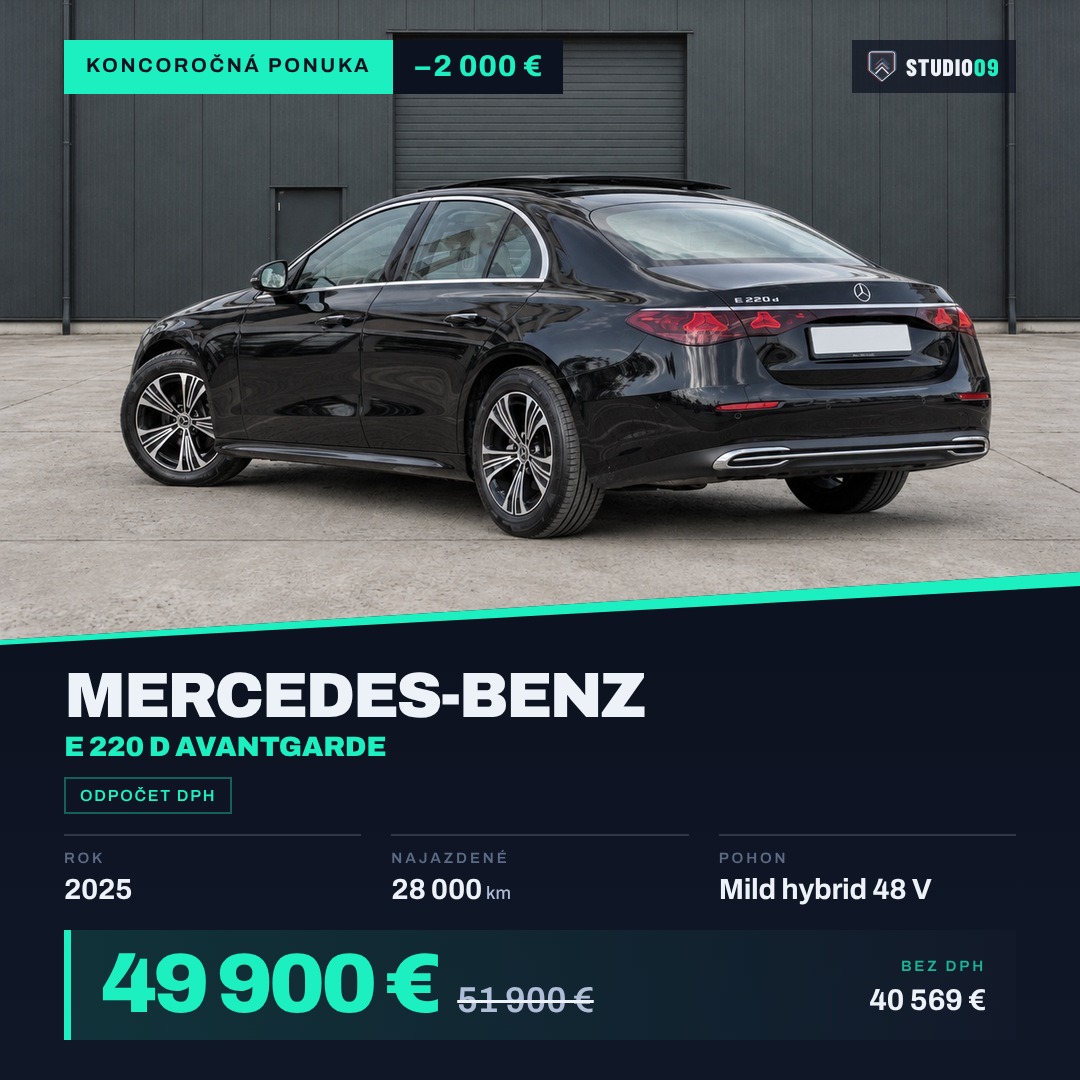 KONCOROČNÁ PONUKA
−2 000 €
STUDIO09
E 220 d
MERCEDES-BENZ
E 220 D AVANTGARDE
ODPOČET DPH
ROK
NAJAZDENÉ
POHON
2025
28 000 km
Mild hybrid 48 V
49 900 €
51 900 €
BEZ DPH
40 569 €